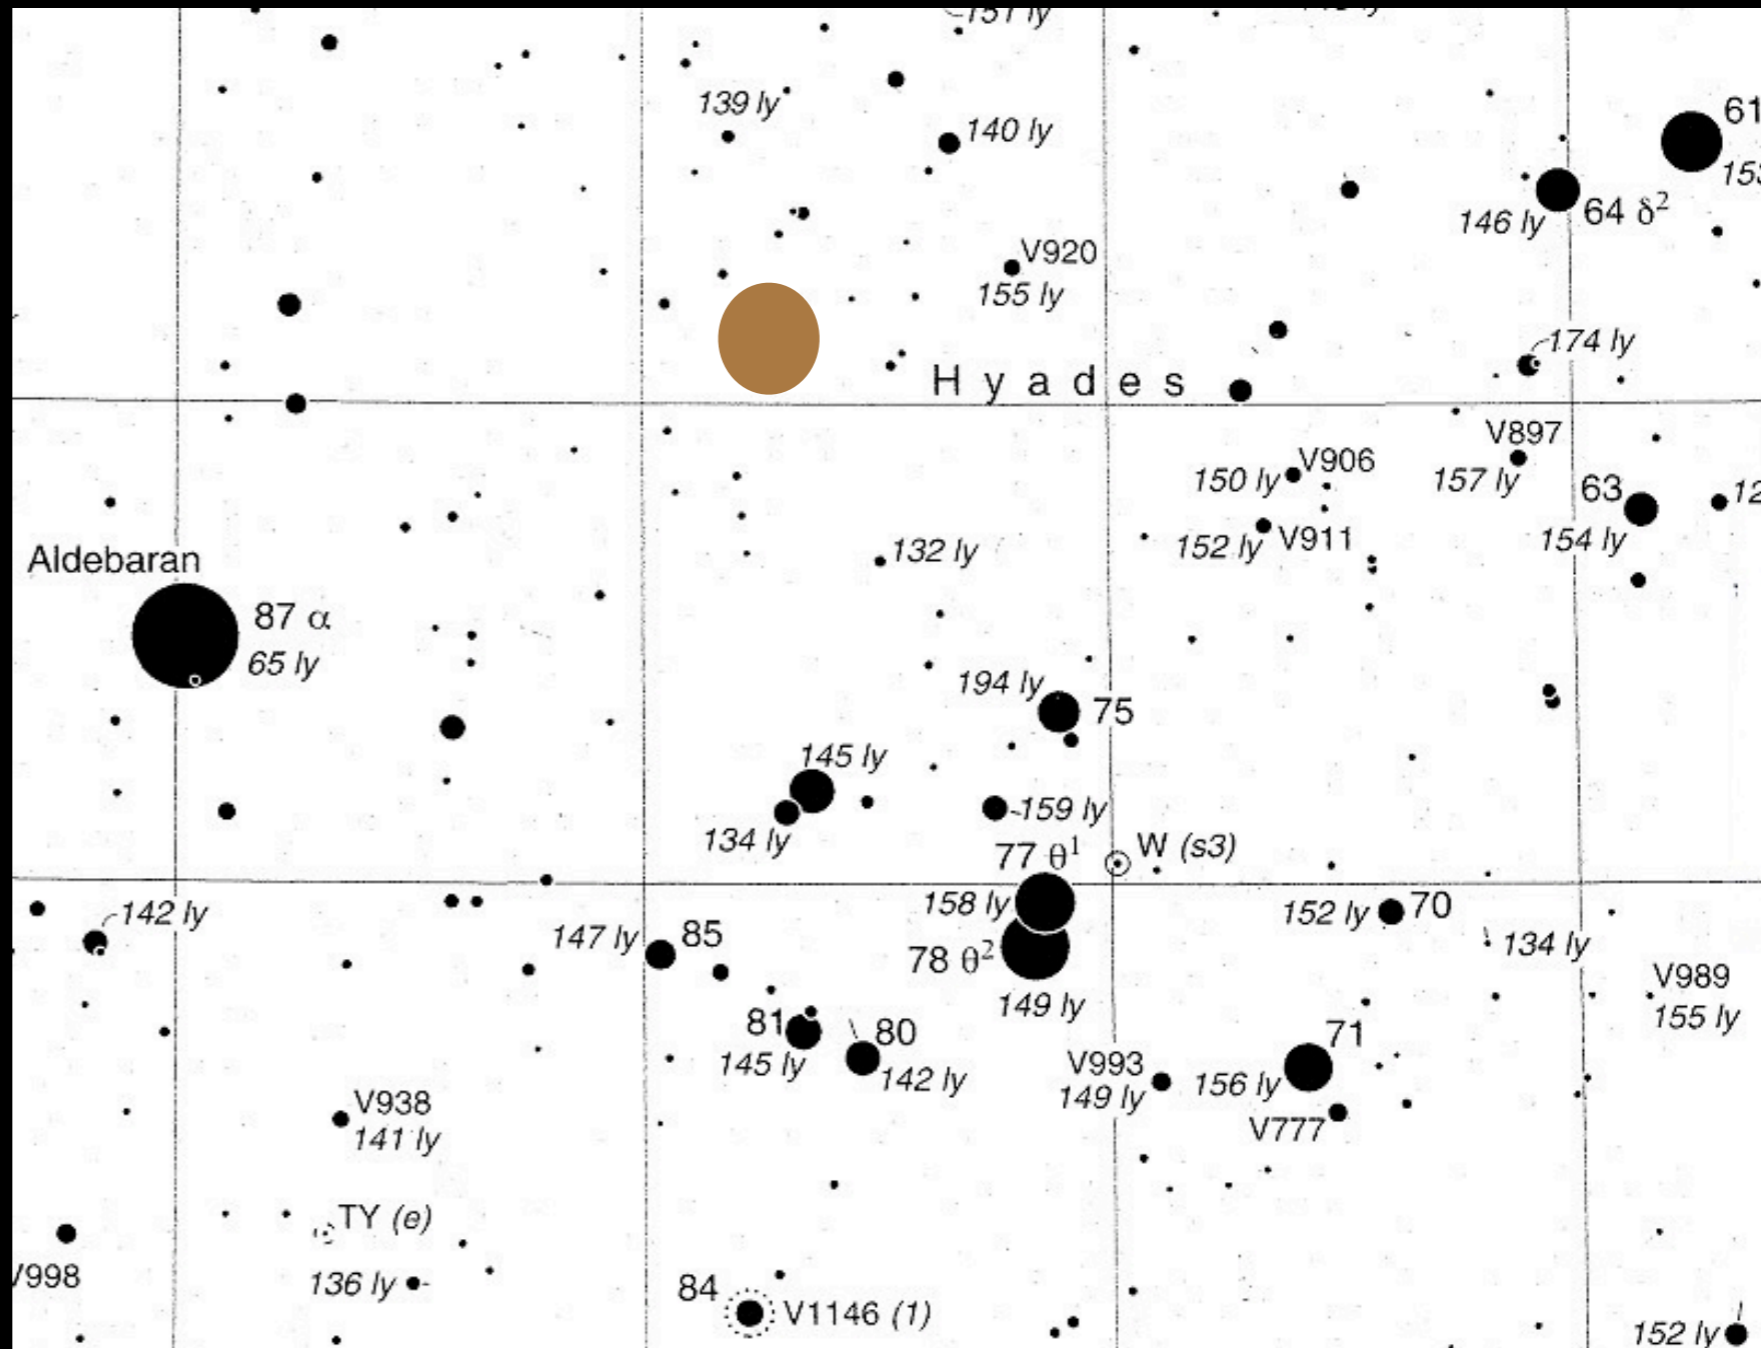 151 ly
139 ly
140 ly
61
64 δ²
146 ly
V920
155 ly
174 ly
Hyades
V897
157 ly
V906
150 ly
63
154 ly
152 ly V911
132 ly
Aldebaran
87 α
65 ly
194 ly
75
145 ly
159 ly
134 ly
W (s3)
77 θ¹
158 ly
152 ly 70
142 ly
147 ly 85
78 θ²
134 ly
149 ly
V989
155 ly
81
80
145 ly
142 ly
71
V993
149 ly
156 ly
V777
V938
141 ly
TY (e)
V998
136 ly
84
V1146 (1)
152 ly